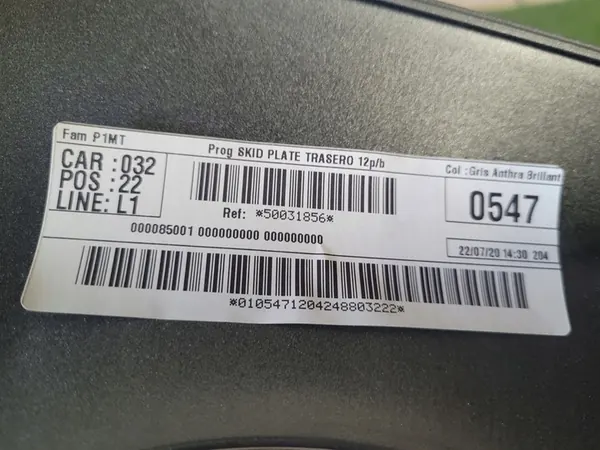 Fam P1MT
Prog SKID PLATE TRASERO 12p/b
Col :Gris Anthra Brillant
CAR :032
POS :22
LINE: L1
Ref: *50031856*
0547
000085001 000000000 000000000
22/07/20 14:30 204
*0105471204248803222*